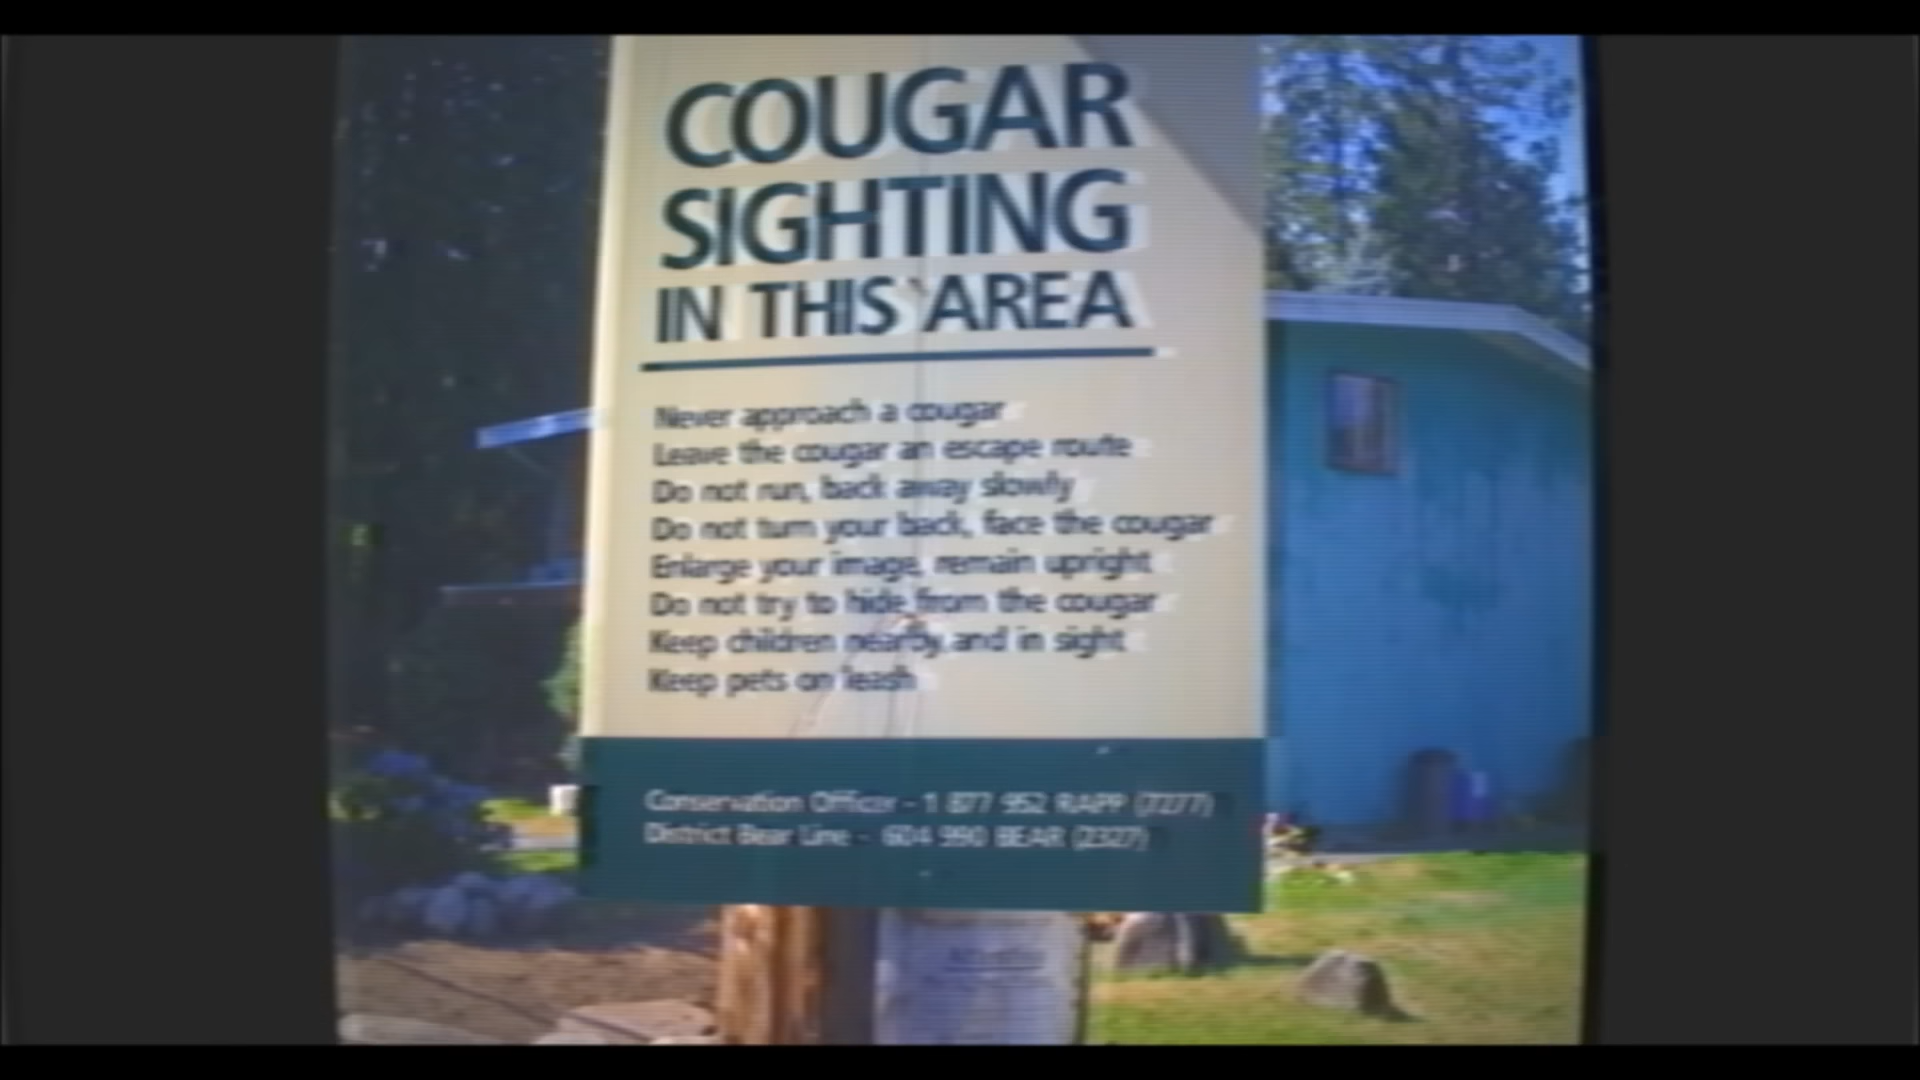 COUGAR
SIGHTING
IN THIS AREA
Never approach a cougar
Leave the cougar an escape route
Do not run, back away slowly
Do not turn your back, face the cougar
Enlarge your image, remain upright
Do not try to hide from the cougar
Keep children nearby and in sight
Keep pets on leash
Conservation Officer - 1 877 952 RAPP (7277)
District Bear Line - 604 990 BEAR (2327)